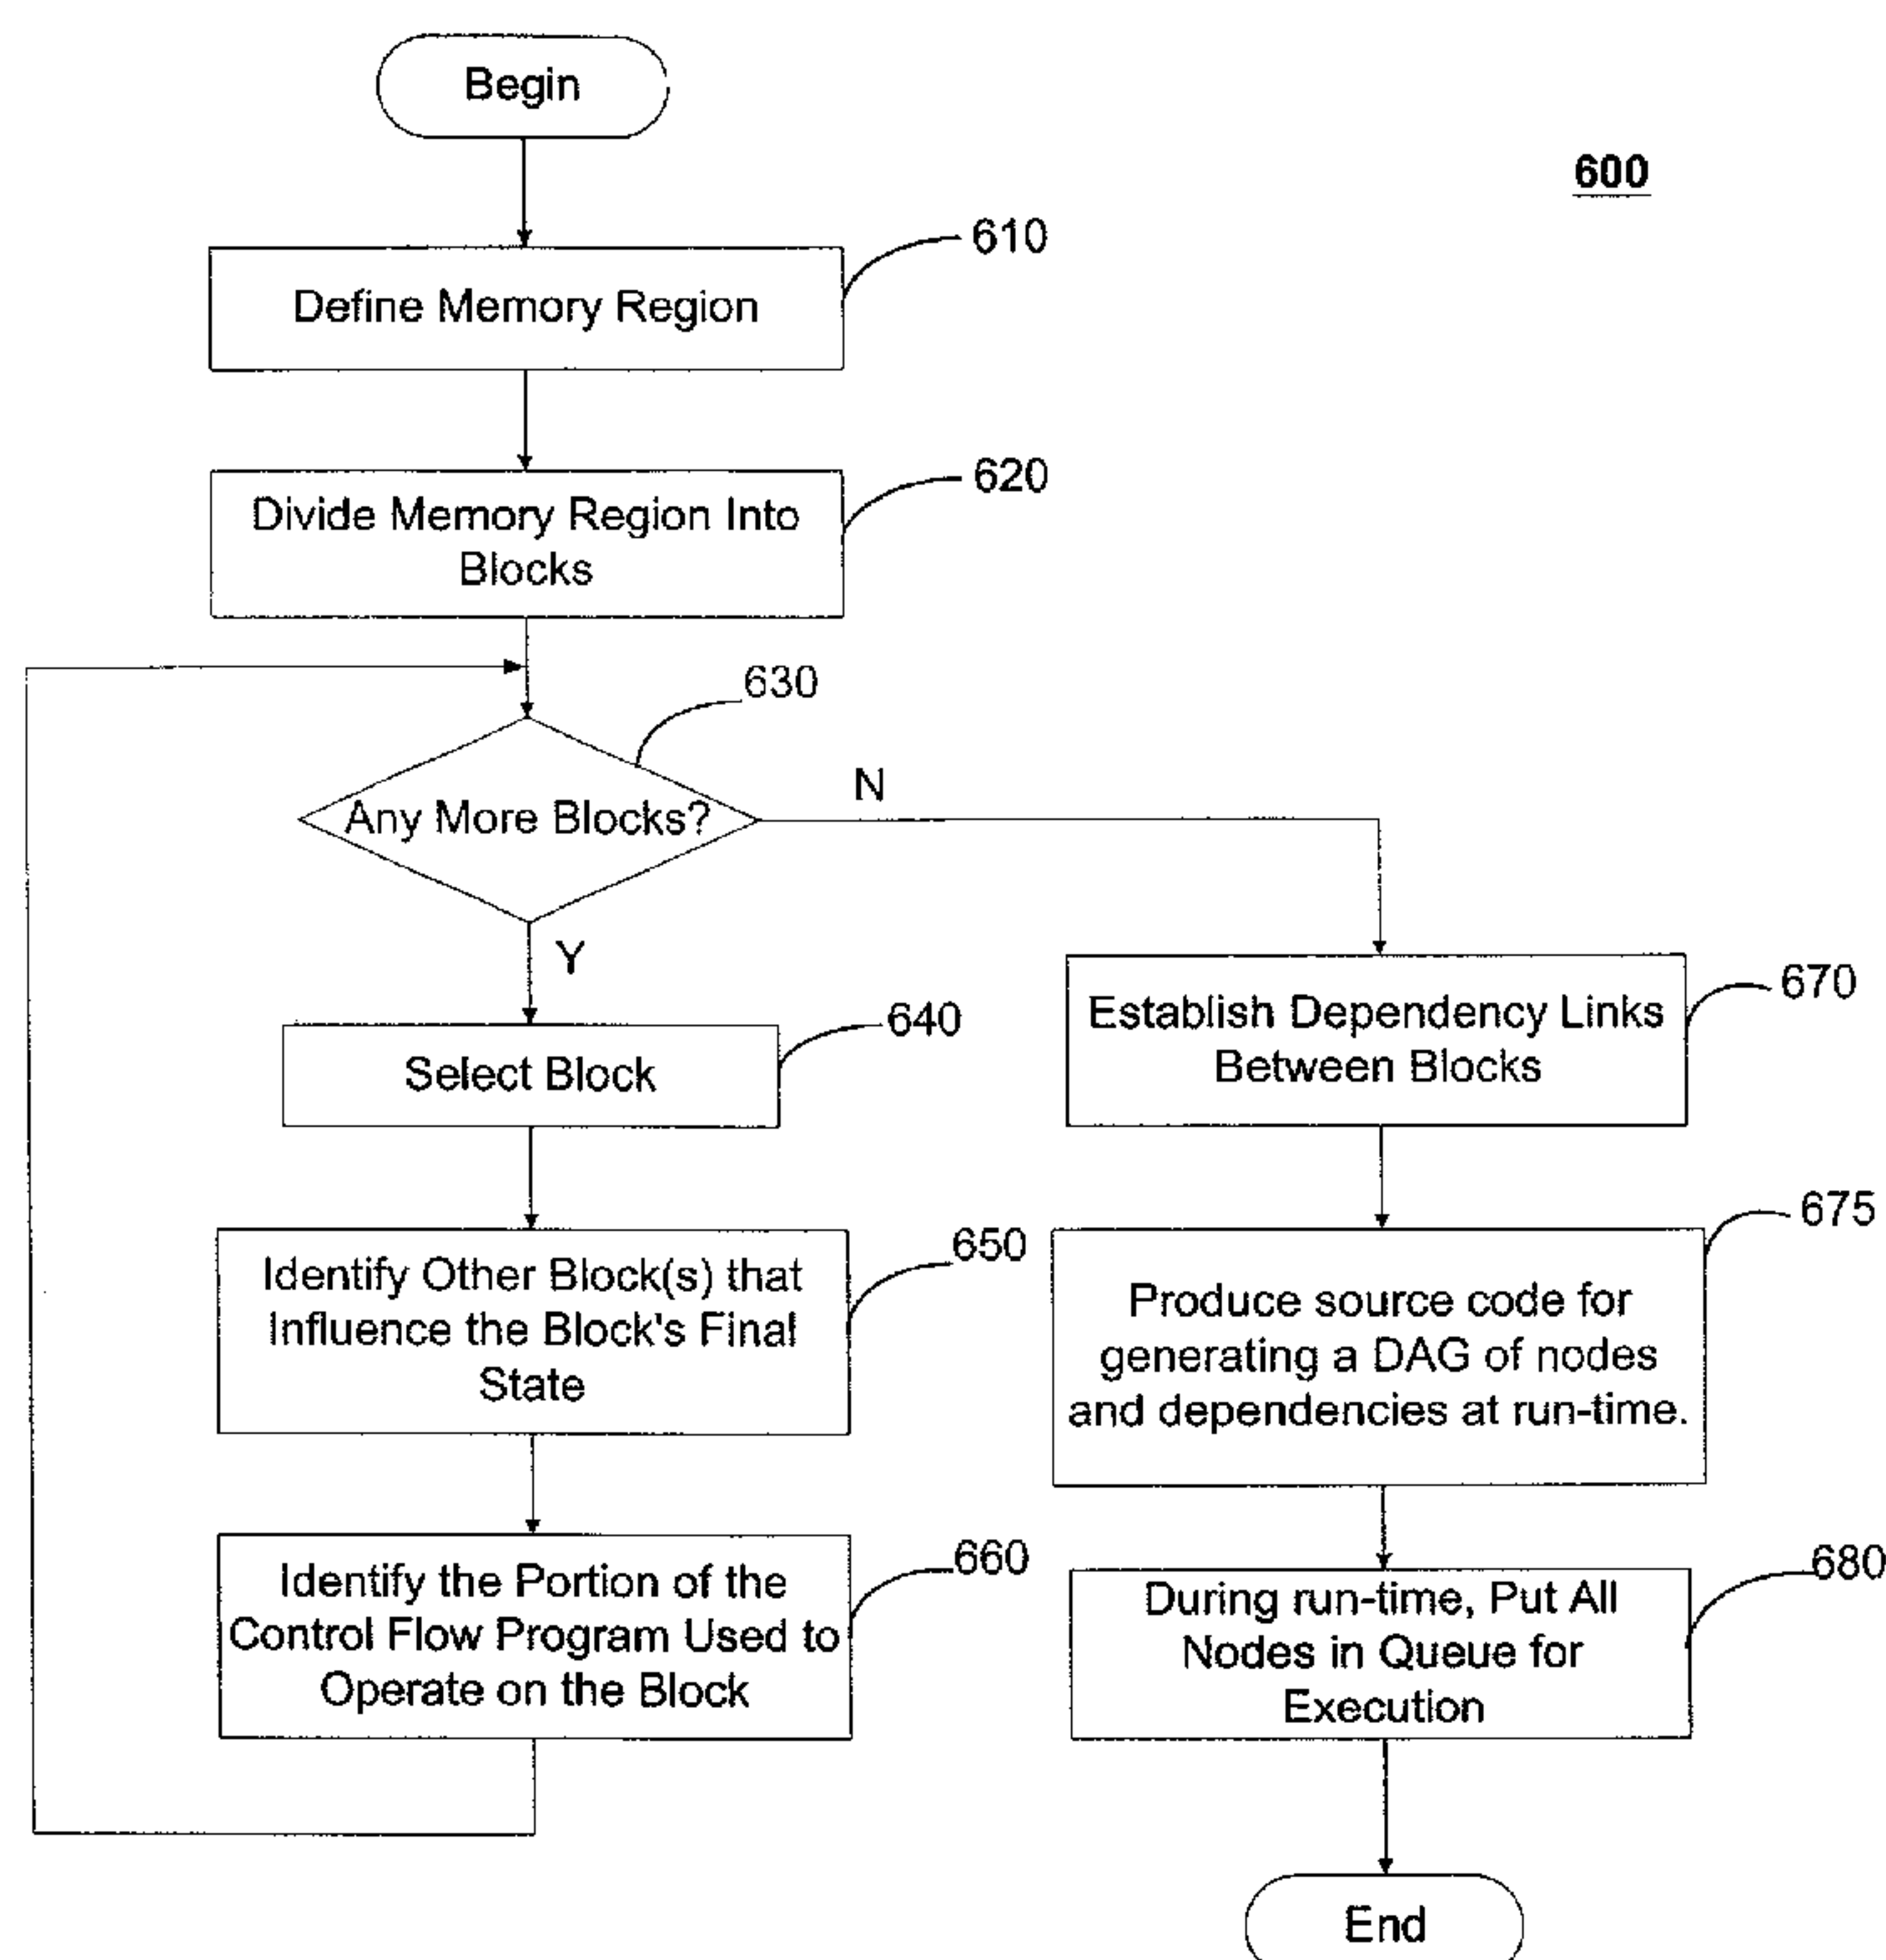 Begin
600
610
Define Memory Region
620
Divide Memory Region Into
Blocks
630
Any More Blocks?
N
Y
640
Select Block
650
Identify Other Block(s) that
Influence the Block's Final
State
660
Identify the Portion of the
Control Flow Program Used to
Operate on the Block
670
Establish Dependency Links
Between Blocks
675
Produce source code for
generating a DAG of nodes
and dependencies at run-time.
680
During run-time, Put All
Nodes in Queue for
Execution
End